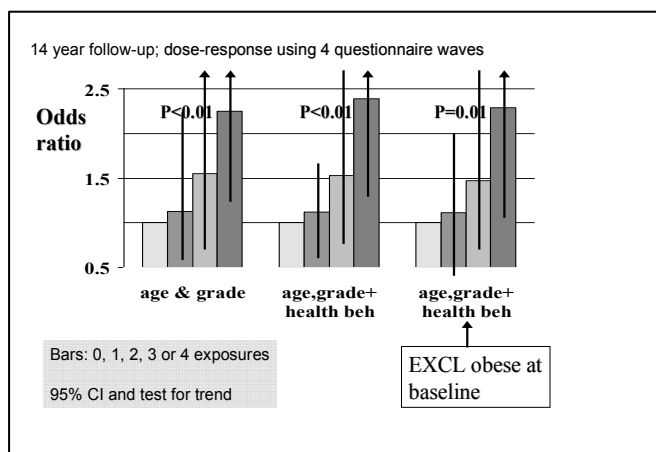 14 year follow-up; dose-response using 4 questionnaire waves
2.5
P<0.01
P<0.01
P=0.01
Odds
ratio
1.5
0.5
age & grade
age,grade+
health beh
age,grade+
health beh
Bars: 0, 1, 2, 3 or 4 exposures
95% CI and test for trend
EXCL obese at
baseline